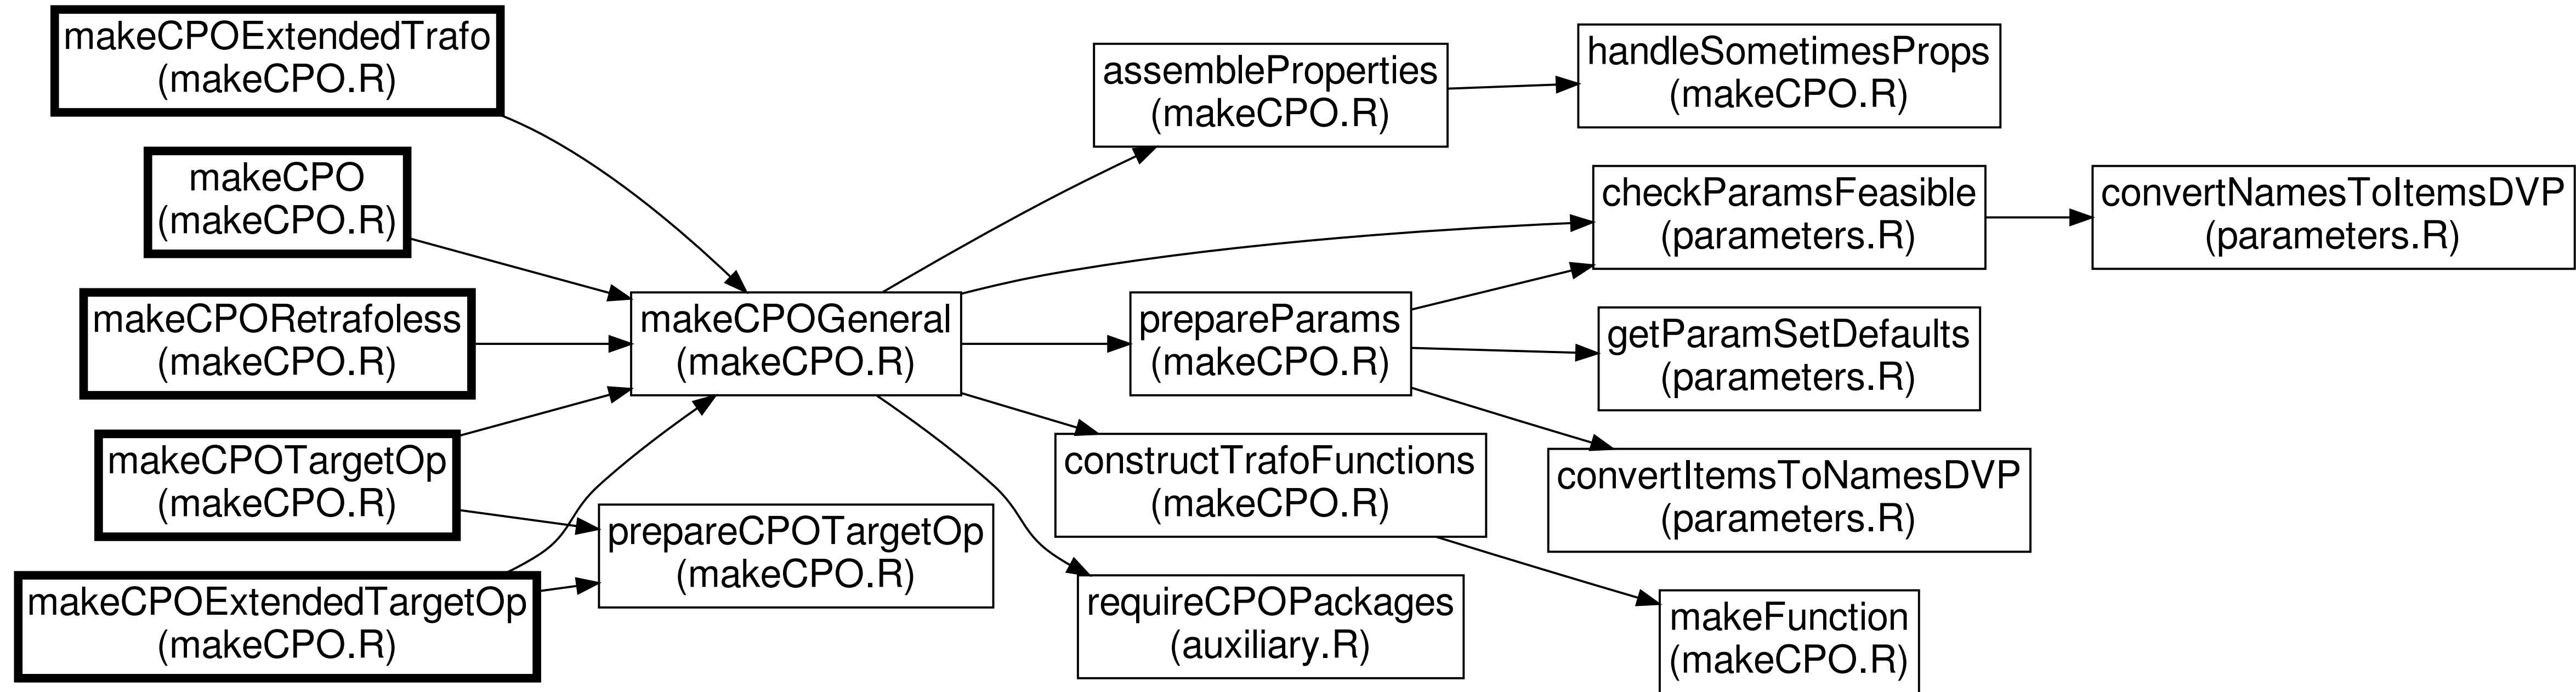 makeCPOExtendedTrafo
(makeCPO.R)
makeCPO
(makeCPO.R)
makeCPORetrafoless
(makeCPO.R)
makeCPOTargetOp
(makeCPO.R)
makeCPOExtendedTargetOp
(makeCPO.R)
makeCPOGeneral
(makeCPO.R)
prepareCPOTargetOp
(makeCPO.R)
assembleProperties
(makeCPO.R)
prepareParams
(makeCPO.R)
constructTrafoFunctions
(makeCPO.R)
requireCPOPackages
(auxiliary.R)
handleSometimesProps
(makeCPO.R)
checkParamsFeasible
(parameters.R)
getParamSetDefaults
(parameters.R)
convertItemsToNamesDVP
(parameters.R)
makeFunction
(makeCPO.R)
convertNamesToItemsDVP
(parameters.R)